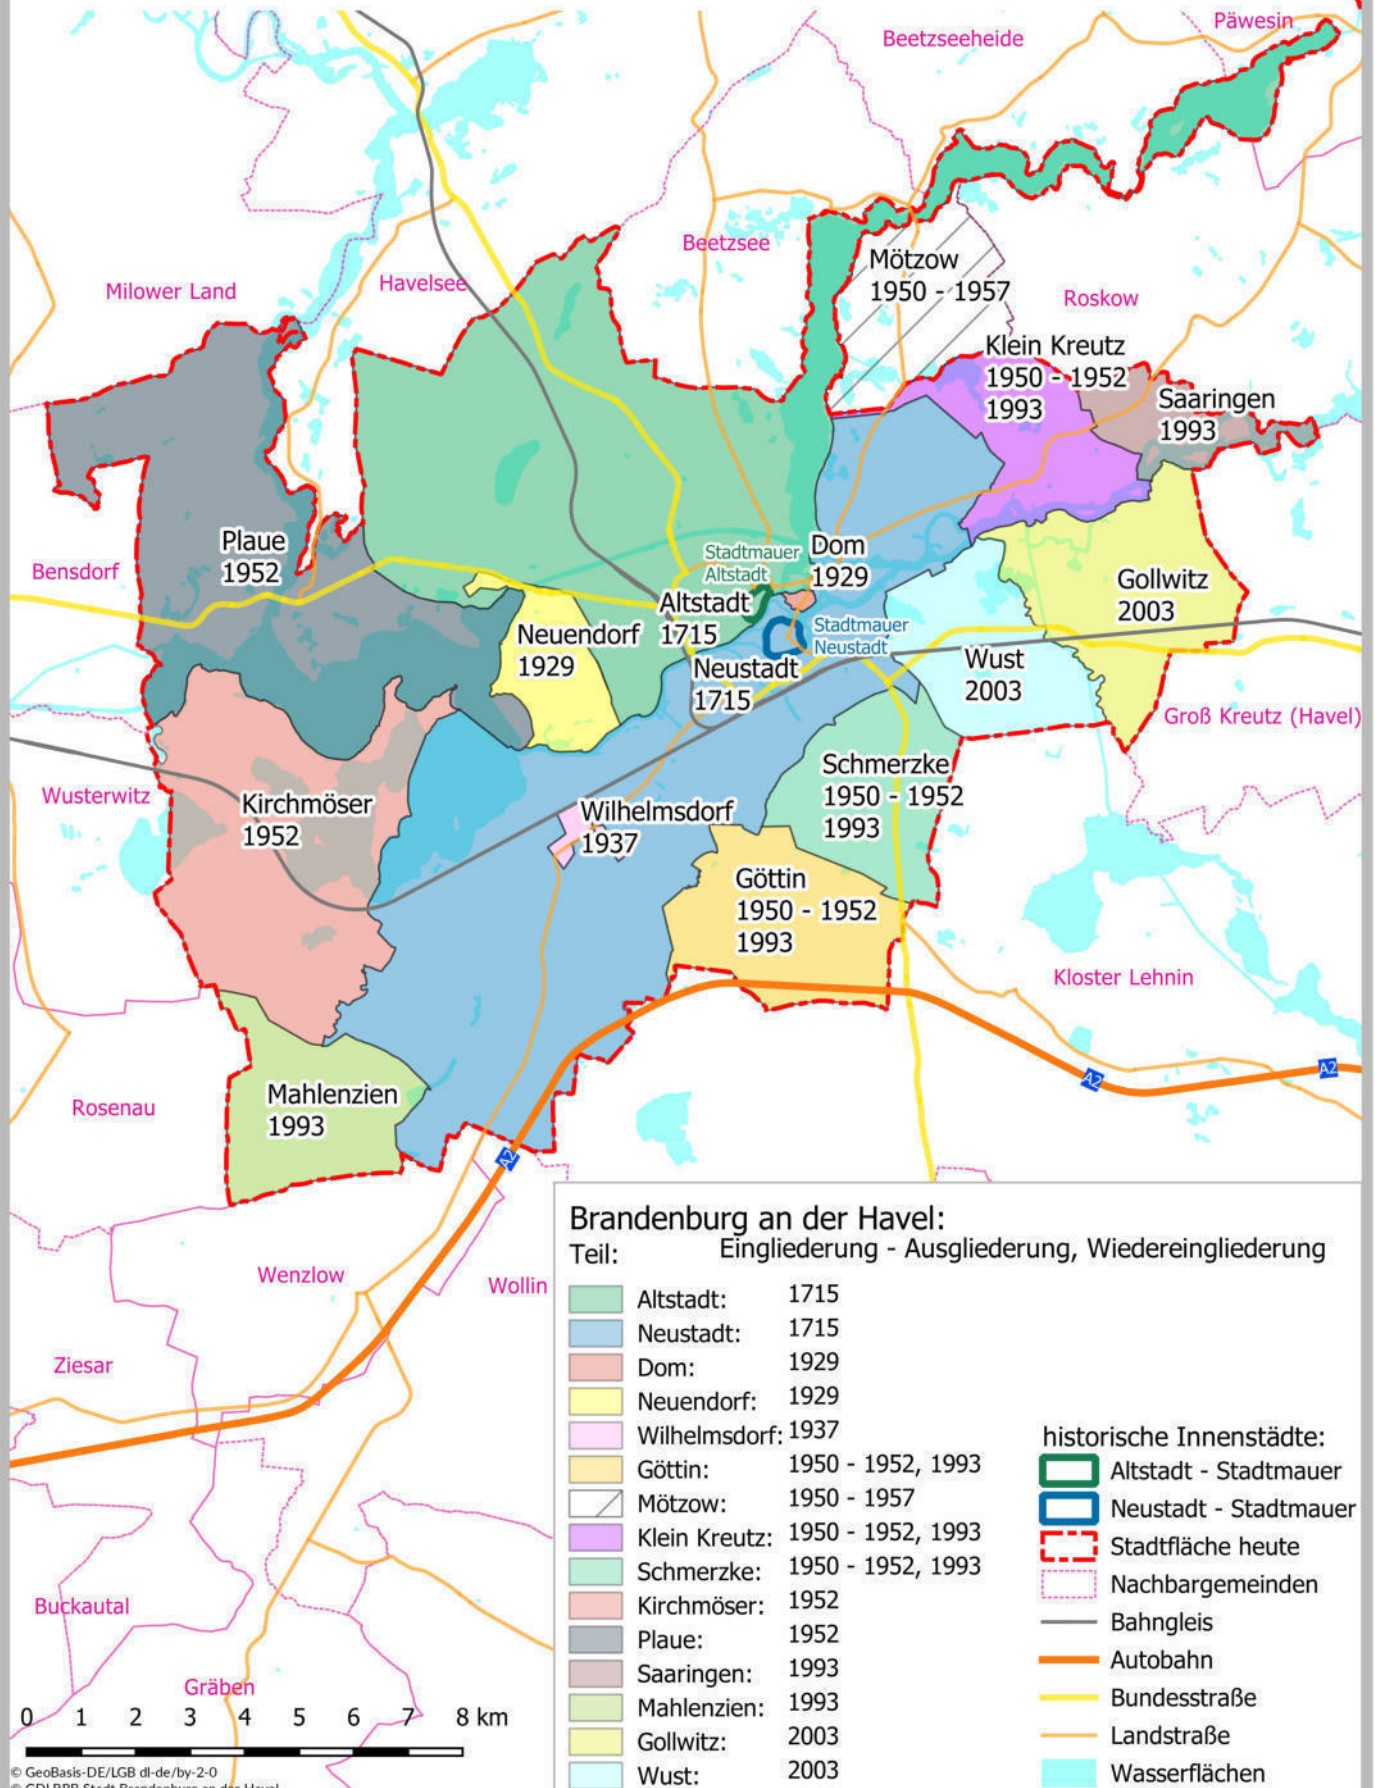 Päwesin
Beetzseeheide
Beetzsee
Mötzow
1950 - 1957
Havelsee
Milower Land
Roskow
Klein Kreutz
1950 - 1952
1993
Saaringen
1993
Plaue
1952
Bensdorf
Stadtmauer
Altstadt
Dom
1929
Gollwitz
2003
Altstadt
1715
Neuendorf
1929
Stadtmauer
Neustadt
Neustadt
1715
Wust
2003
Groß Kreutz (Havel)
Schmerzke
1950 - 1952
1993
Wusterwitz
Kirchmöser
1952
Wilhelmsdorf
1937
Göttin
1950 - 1952
1993
Kloster Lehnin
A2
A2
Mahlenzien
1993
Rosenau
A2
Wenzlow
Wollin
Ziesar
Buckautal
Gräben
Brandenburg an der Havel:
Teil: Eingliederung - Ausgliederung, Wiedereingliederung
Altstadt: 1715
Neustadt: 1715
Dom: 1929
Neuendorf: 1929
Wilhelmsdorf: 1937
Göttin: 1950 - 1952, 1993
Mötzow: 1950 - 1957
Klein Kreutz: 1950 - 1952, 1993
Schmerzke: 1950 - 1952, 1993
Kirchmöser: 1952
Plaue: 1952
Saaringen: 1993
Mahlenzien: 1993
Gollwitz: 2003
Wust: 2003
historische Innenstädte:
Altstadt - Stadtmauer
Neustadt - Stadtmauer
Stadtfläche heute
Nachbargemeinden
Bahngleis
Autobahn
Bundesstraße
Landstraße
Wasserflächen
0 1 2 3 4 5 6 7 8 km
© GeoBasis-DE/LGB dl-de/by-2-0